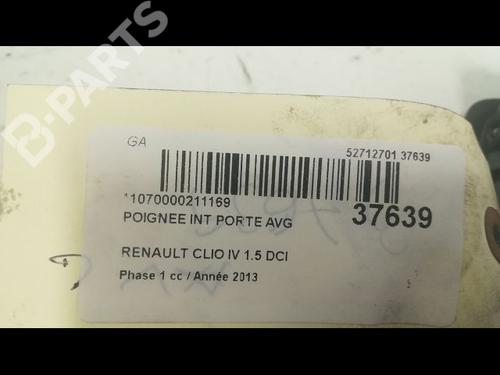 B-PARTS
GA
52712701 37639
*1070000211169
37639
POIGNEE INT PORTE AVG
RENAULT CLIO IV 1.5 DCI
Phase 1 cc / Année 2013